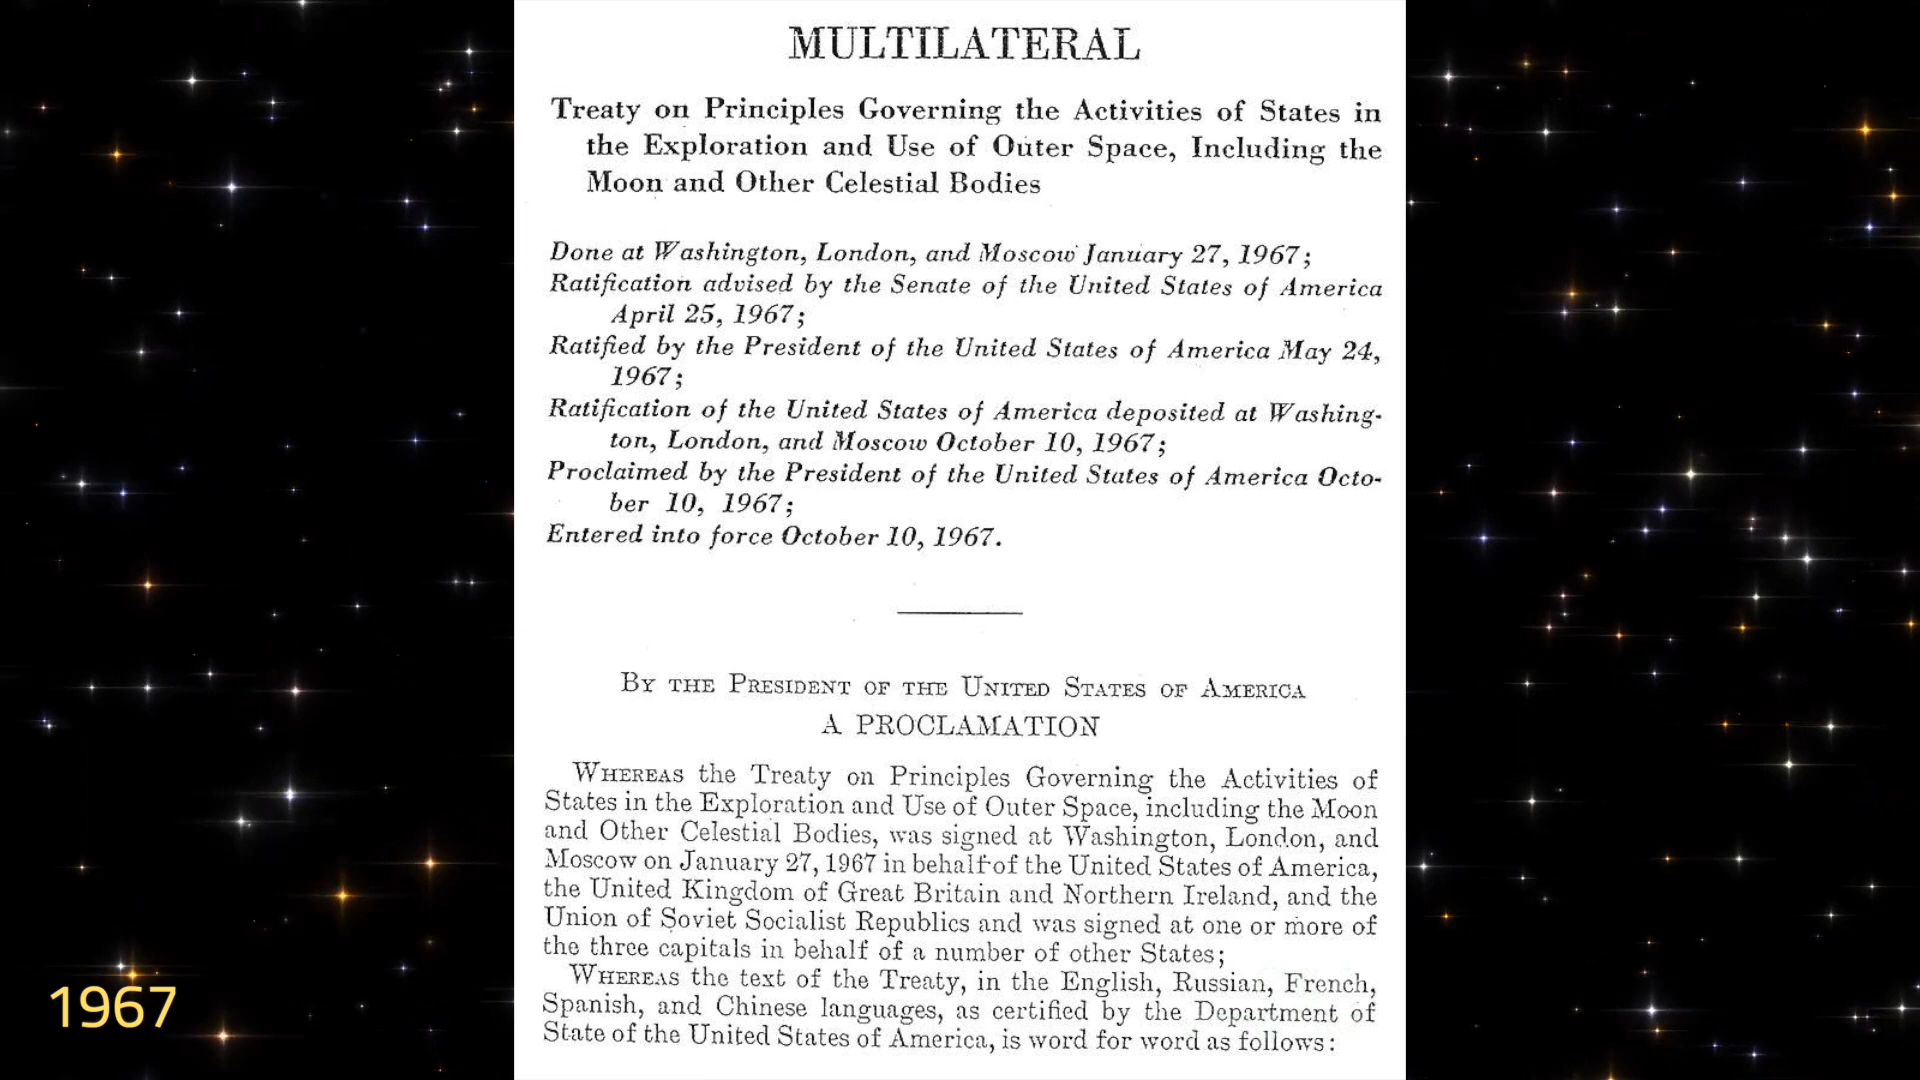 MULTILATERAL
Treaty on Principles Governing the Activities of States in
the Exploration and Use of Outer Space, Including the
Moon and Other Celestial Bodies
Done at Washington, London, and Moscow January 27, 1967;
Ratification advised by the Senate of the United States of America
April 25, 1967;
Ratified by the President of the United States of America May 24,
1967;
Ratification of the United States of America deposited at Washing-
ton, London, and Moscow October 10, 1967;
Proclaimed by the President of the United States of America Octo-
ber 10, 1967;
Entered into force October 10, 1967.
BY THE PRESIDENT OF THE UNITED STATES OF AMERICA
A PROCLAMATION
WHEREAS the Treaty on Principles Governing the Activities of
States in the Exploration and Use of Outer Space, including the Moon
and Other Celestial Bodies, was signed at Washington, London, and
Moscow on January 27, 1967 in behalf of the United States of America,
the United Kingdom of Great Britain and Northern Ireland, and the
Union of Soviet Socialist Republics and was signed at one or more of
the three capitals in behalf of a number of other States;
WHEREAS the text of the Treaty, in the English, Russian, French,
Spanish, and Chinese languages, as certified by the Department of
State of the United States of America, is word for word as follows:
1967